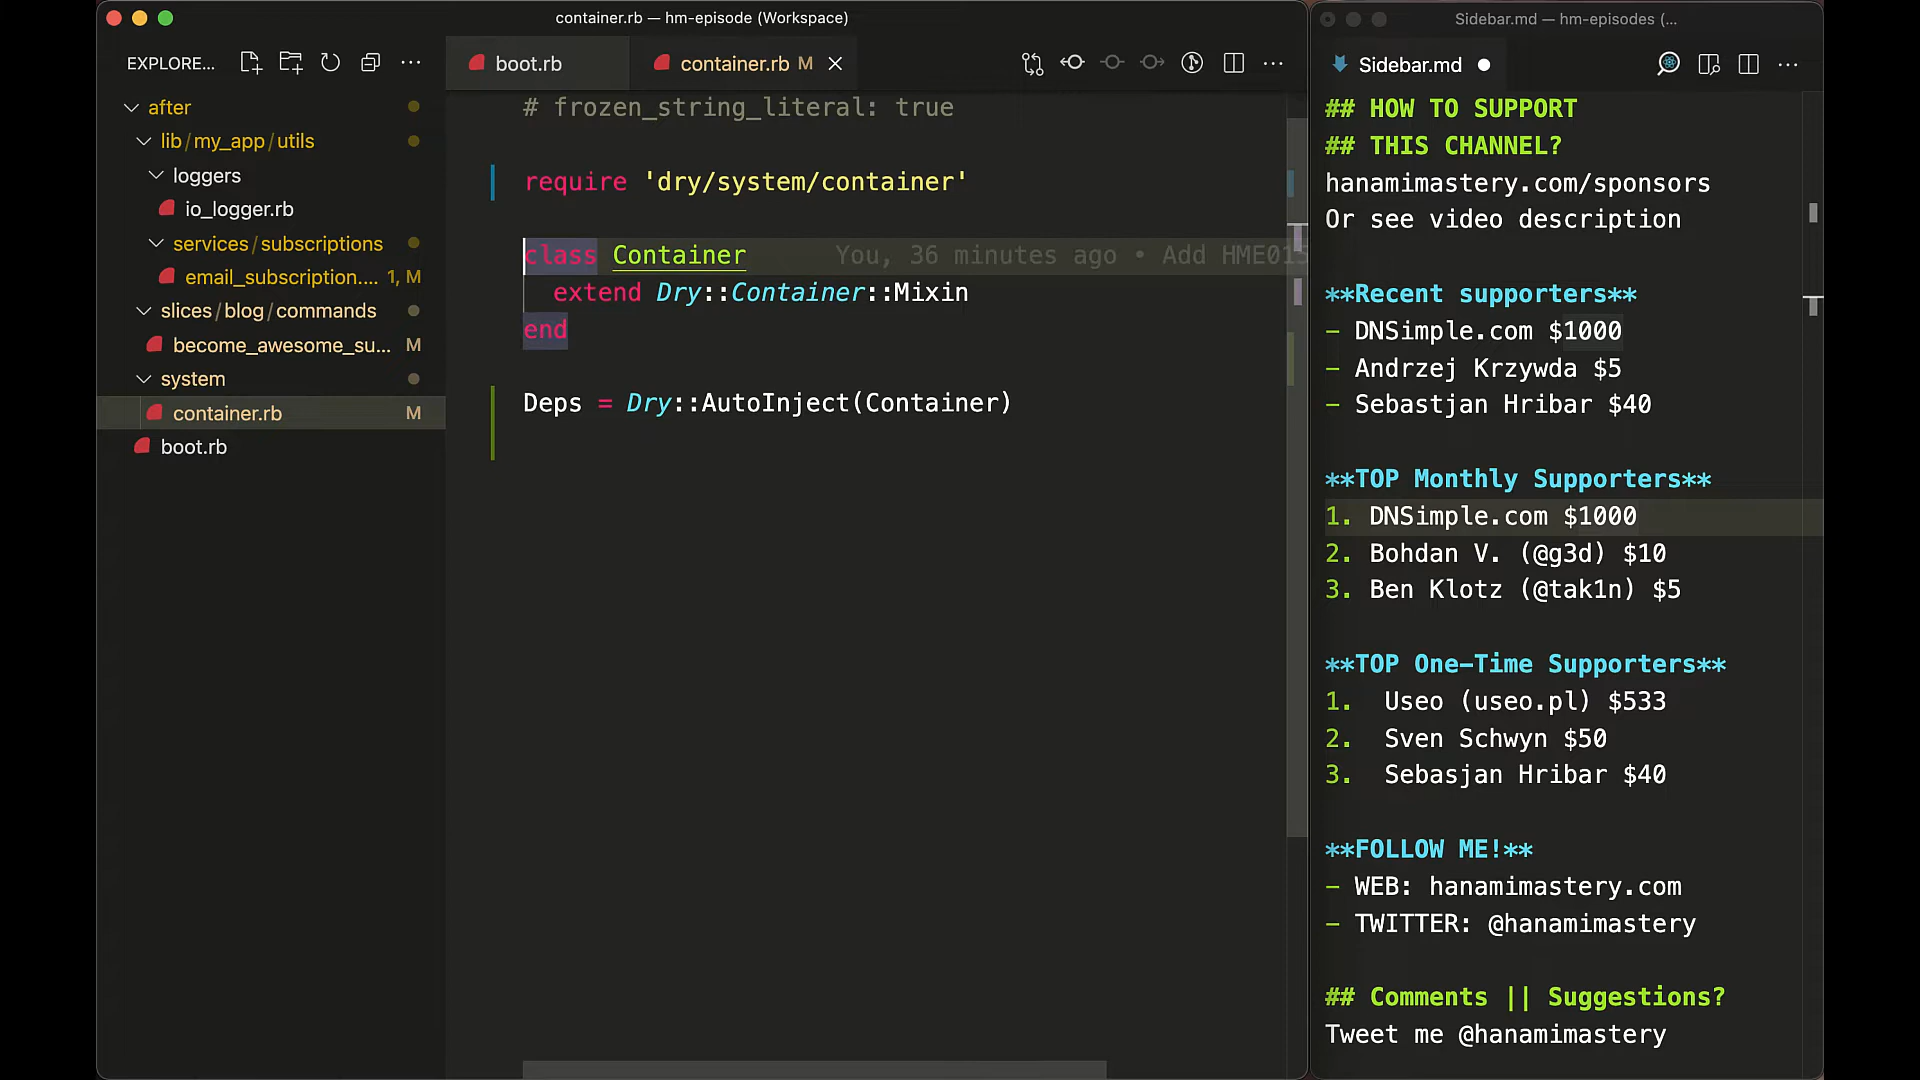 container.rb — hm-episode (Workspace)
EXPLORE...
boot.rb
container.rb M
after
lib/my_app/utils
loggers
io_logger.rb
services/subscriptions
email_subscription.... 1, M
slices/blog/commands
become_awesome_su... M
system
container.rb M
boot.rb
# frozen_string_literal: true
require 'dry/system/container'
class Container You, 36 minutes ago • Add HME015
extend Dry::Container::Mixin
end
Deps = Dry::AutoInject(Container)
Sidebar.md — hm-episodes (...
Sidebar.md
## HOW TO SUPPORT
## THIS CHANNEL?
hanamimastery.com/sponsors
Or see video description
**Recent supporters**
- DNSimple.com $1000
- Andrzej Krzywda $5
- Sebastjan Hribar $40
**TOP Monthly Supporters**
1. DNSimple.com $1000
2. Bohdan V. (@g3d) $10
3. Ben Klotz (@tak1n) $5
**TOP One-Time Supporters**
1. Useo (useo.pl) $533
2. Sven Schwyn $50
3. Sebasjan Hribar $40
**FOLLOW ME!**
- WEB: hanamimastery.com
- TWITTER: @hanamimastery
## Comments || Suggestions?
Tweet me @hanamimastery